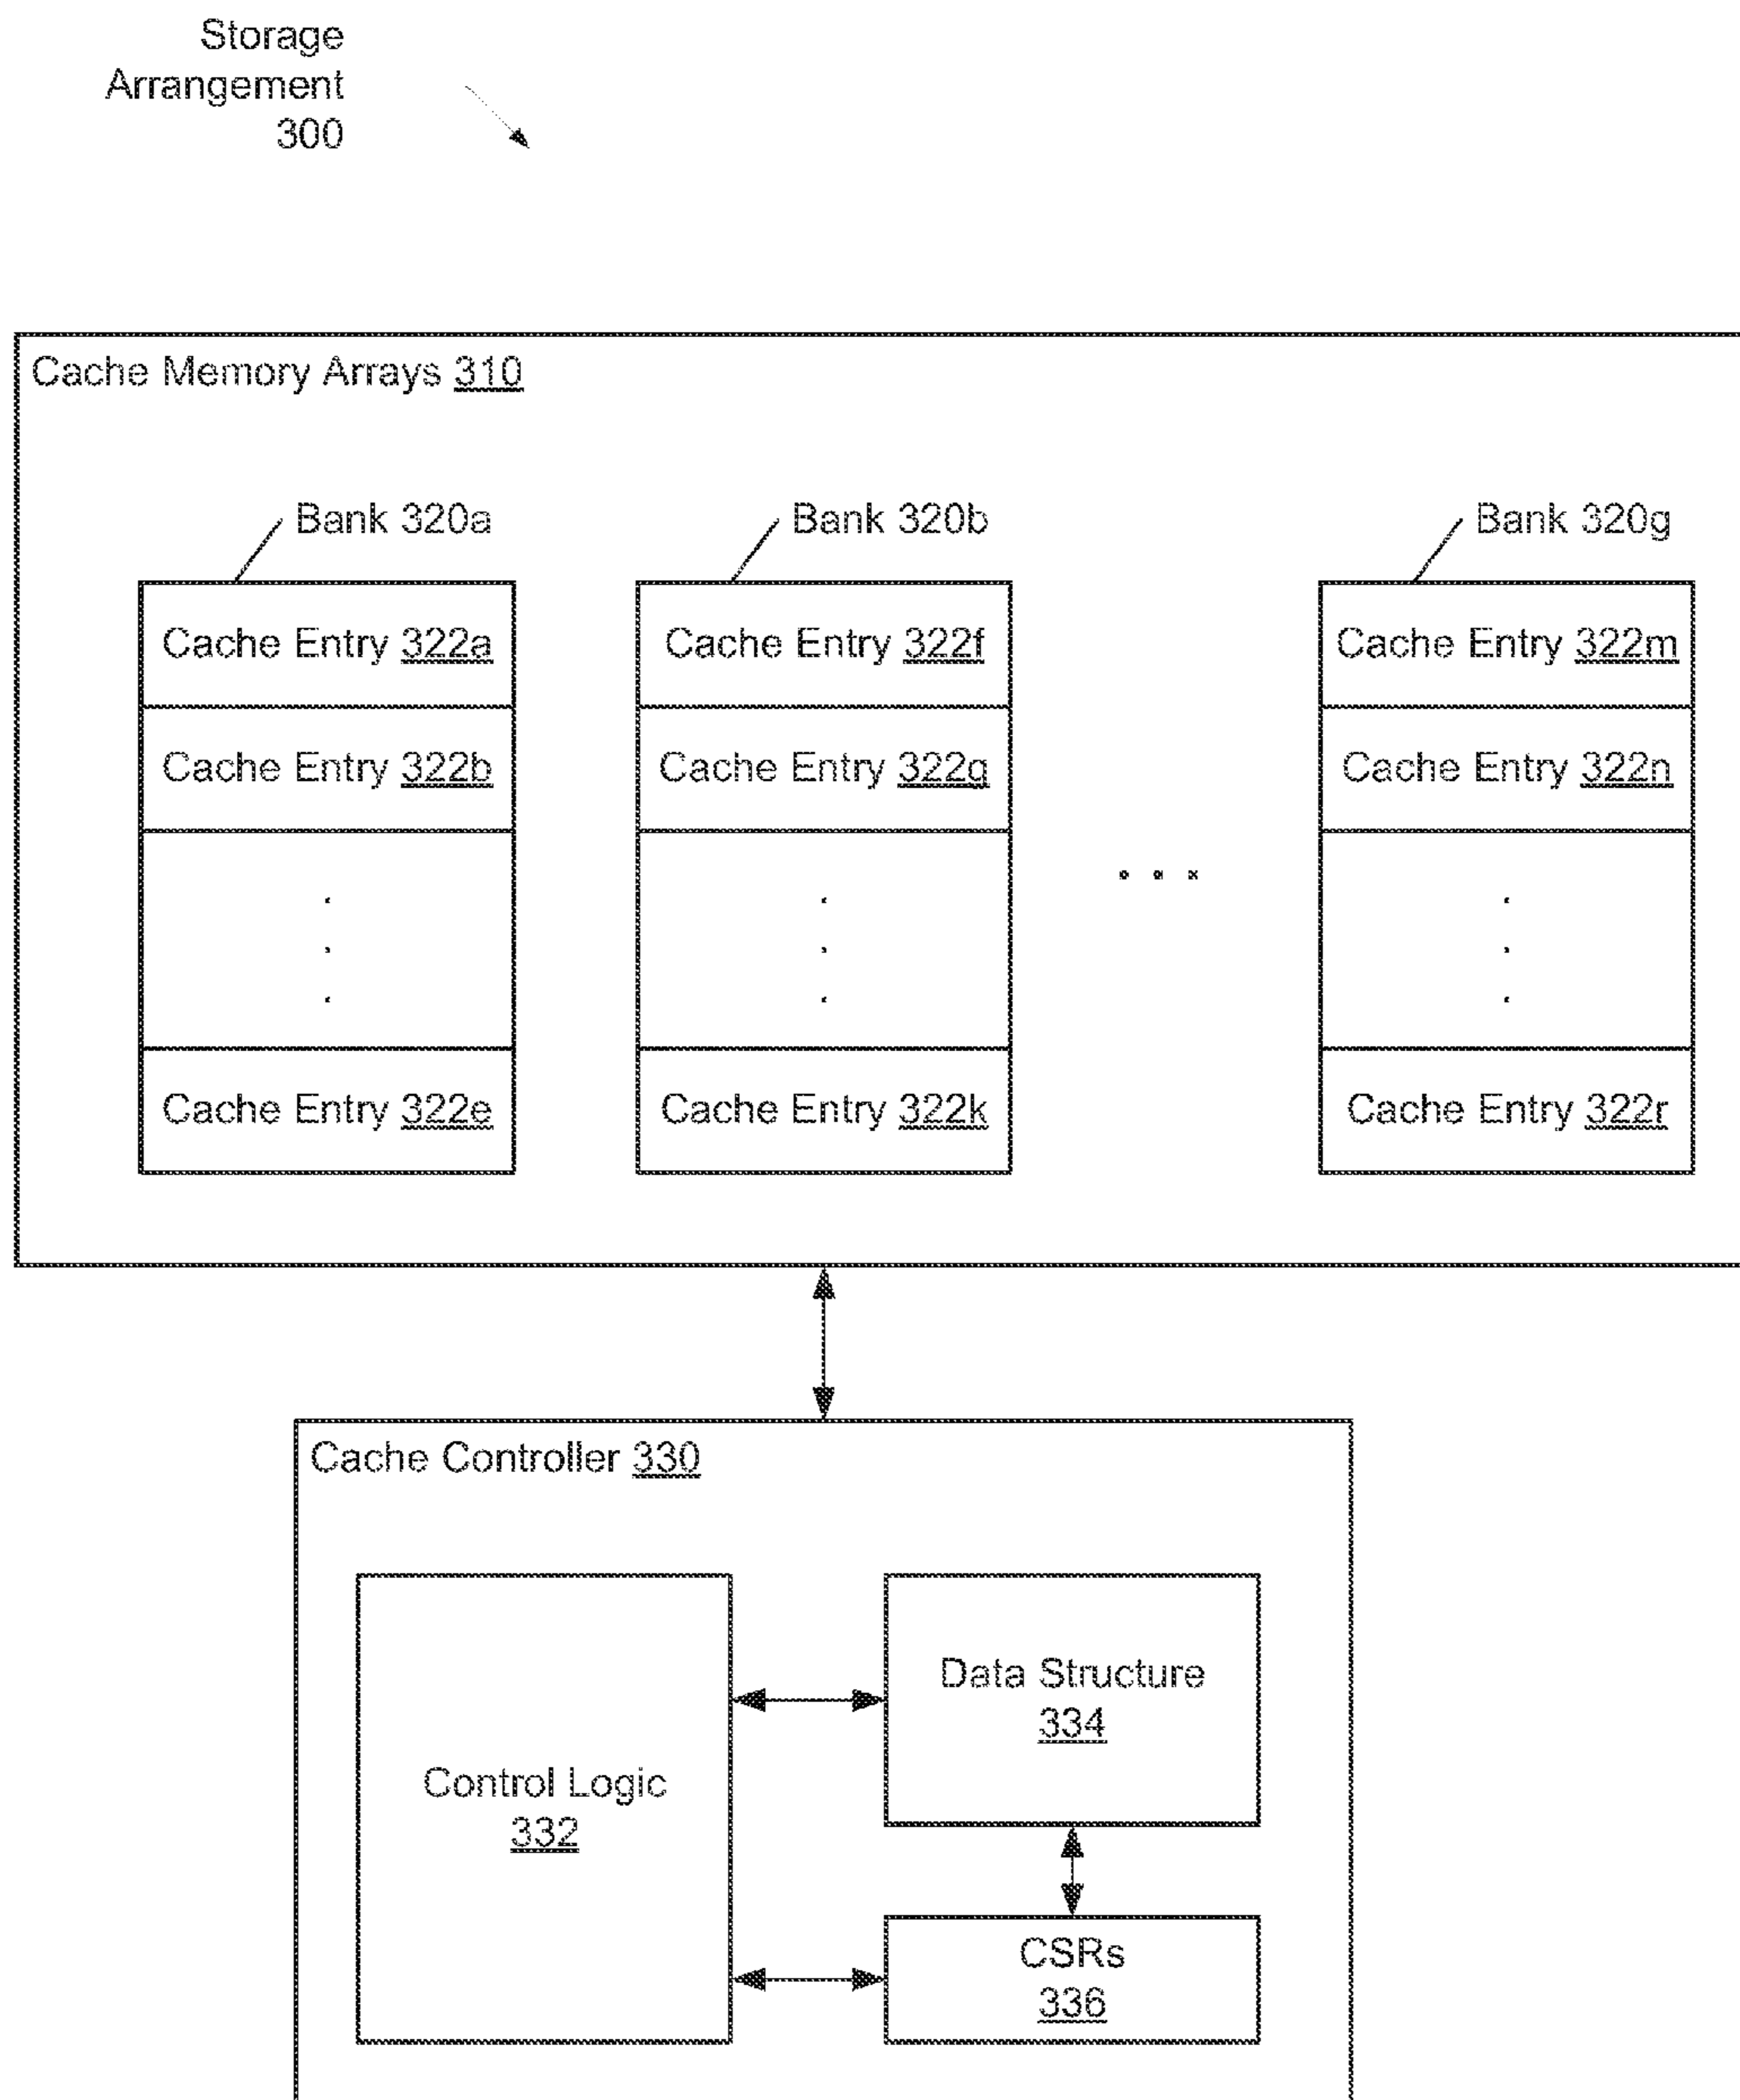 Storage
Arrangement
300
Cache Memory Arrays 310
Bank 320a
Bank 320b
Bank 320g
Cache Entry 322a
Cache Entry 322f
Cache Entry 322m
Cache Entry 322b
Cache Entry 322g
Cache Entry 322n
. . .
Cache Entry 322e
Cache Entry 322k
Cache Entry 322r
Cache Controller 330
Data Structure
334
Control Logic
332
CSRs
336